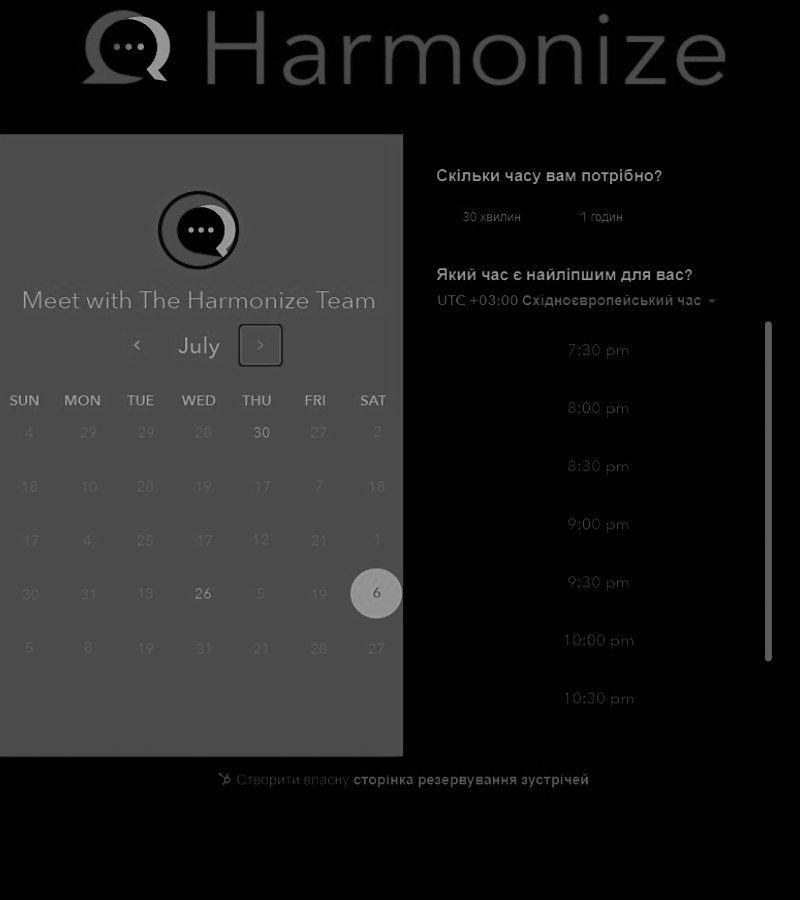 Harmonize
Meet with The Harmonize Team
July
SUN MON TUE WED THU FRI SAT
4 29 29 28 30 27 2
18 10 28 19 17 7 18
17 4 25 17 12 21 1
30 31 13 26 5 19 6
5 8 19 31 21 28 27
Скільки часу вам потрібно?
30 хвилин 1 годин
Який час є найліпшим для вас?
UTC +03:00 Східноєвропейський час
7:30 pm
8:00 pm
8:30 pm
9:00 pm
9:30 pm
10:00 pm
10:30 pm
Створити власну сторінка резервування зустрічей